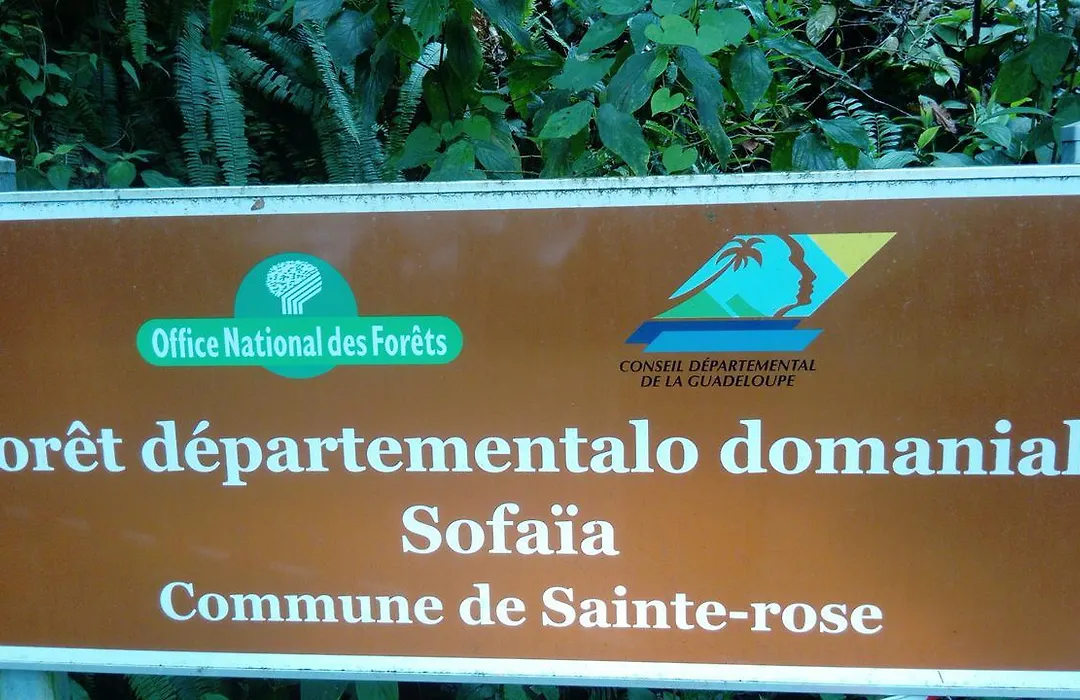 Office National des Forêts
CONSEIL DÉPARTEMENTAL
DE LA GUADELOUPE
orêt départementalo domanial
Sofaïa
Commune de Sainte-rose